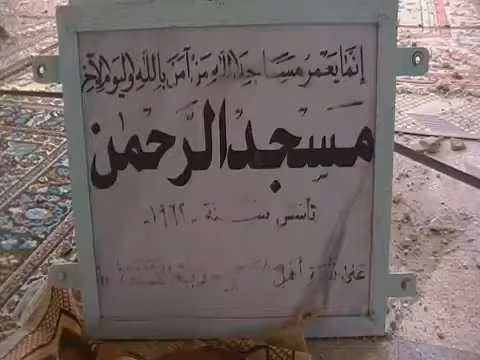 إنما يعمر مساجد الله من آمن بالله واليوم الآخر
مسجد الرحمن
تأسس سنة ١٩٦٢
على نفقة أهل